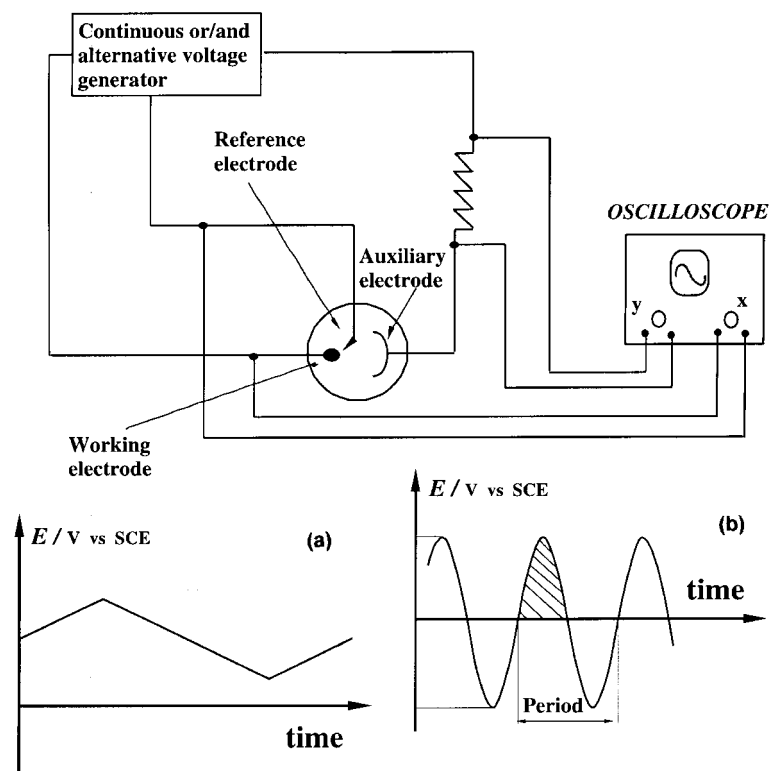 Continuous or/and
alternative voltage
generator
Reference
electrode
OSCILLOSCOPE
Auxiliary
electrode
y
x
Working
electrode
E / V vs SCE
(a)
time
E / V vs SCE
(b)
time
Period